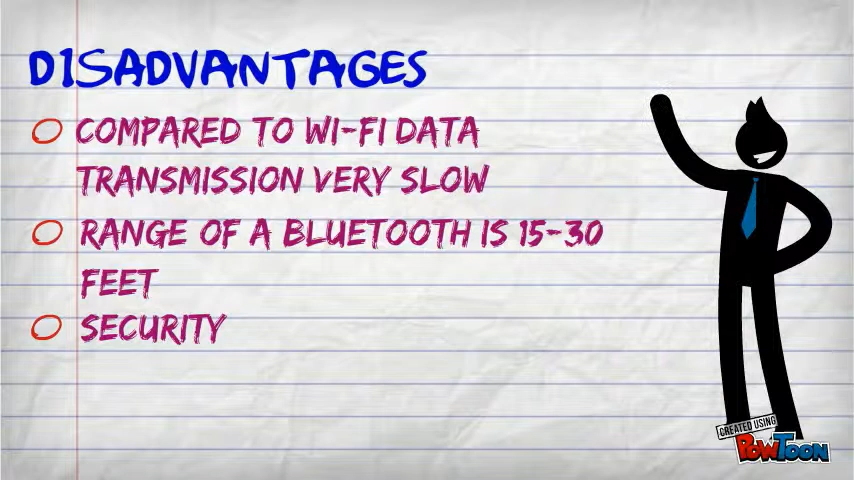 DISADVANTAGES
COMPARED TO WI-FI DATA
TRANSMISSION VERY SLOW
RANGE OF A BLUETOOTH IS 15-30
FEET
SECURITY
CREATED USING
POWTOON